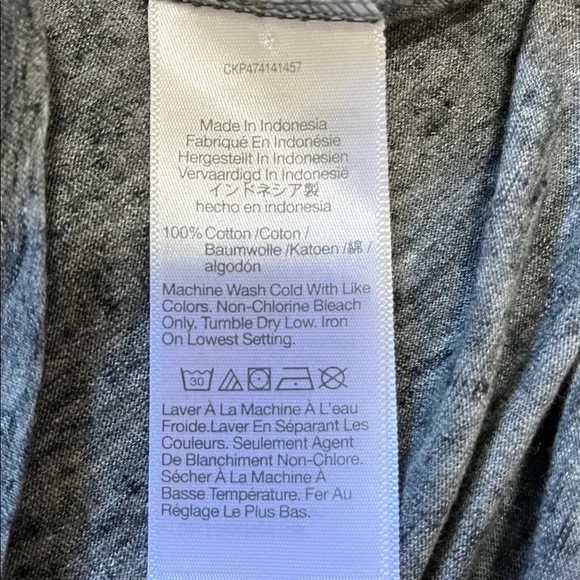 CKP474141457
Made In Indonesia
Fabriqué En Indonésie
Hergestellt In Indonesien
Vervaardigd In Indonesië
インドネシア製
hecho en indonesia
100% Cotton /Coton /
Baumwolle /Katoen /綿 /
algodón
Machine Wash Cold With Like
Colors. Non-Chlorine Bleach
Only. Tumble Dry Low. Iron
On Lowest Setting.
30
Laver À La Machine À L'eau
Froide.Laver En Séparant Les
Couleurs. Seulement Agent
De Blanchiment Non-Chlore.
Sécher À La Machine À
Basse Température. Fer Au
Réglage Le Plus Bas.